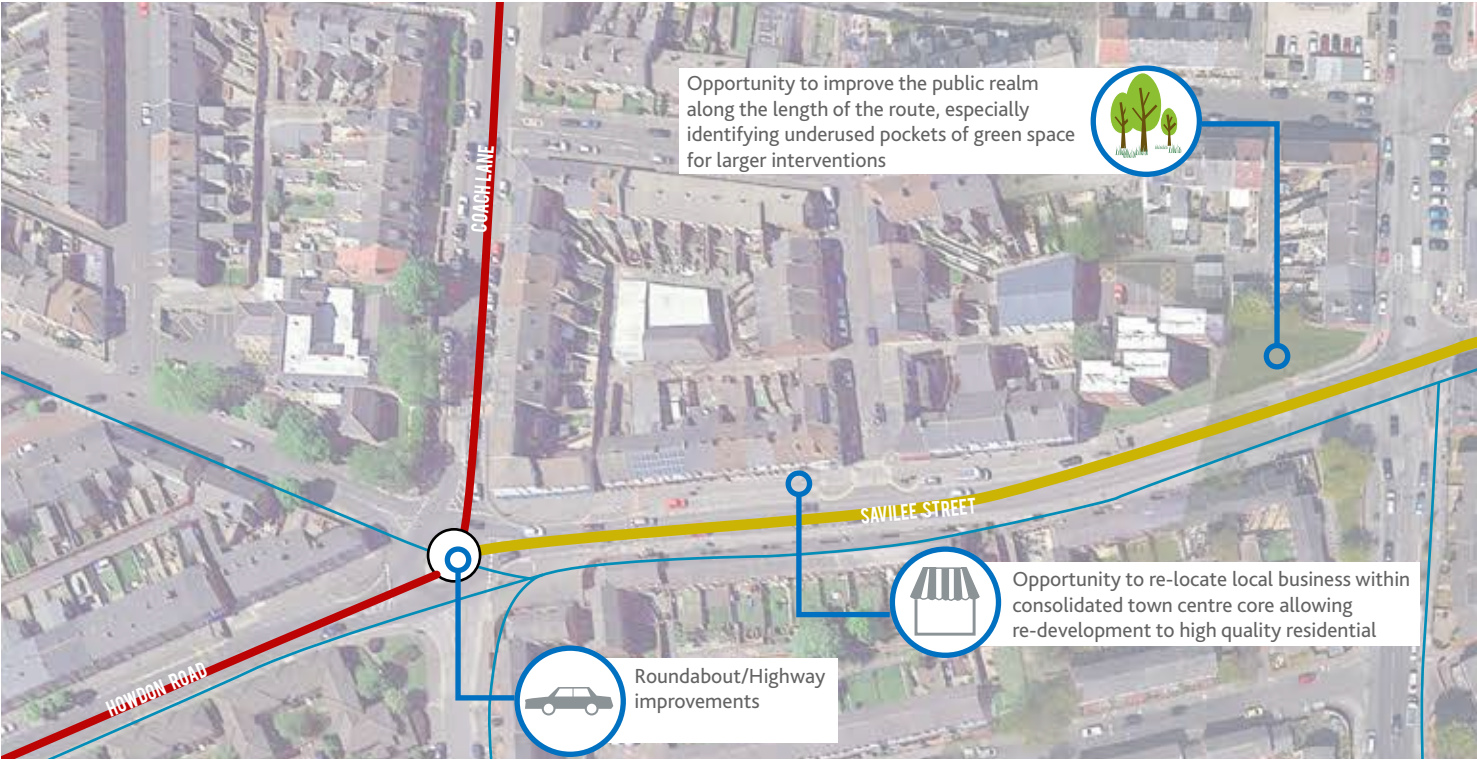 Opportunity to improve the public realm
along the length of the route, especially
identifying underused pockets of green space
for larger interventions
COACH LANE
SAVILEE STREET
Opportunity to re-locate local business within
consolidated town centre core allowing
re-development to high quality residential
Roundabout/Highway
improvements
HOWDON ROAD